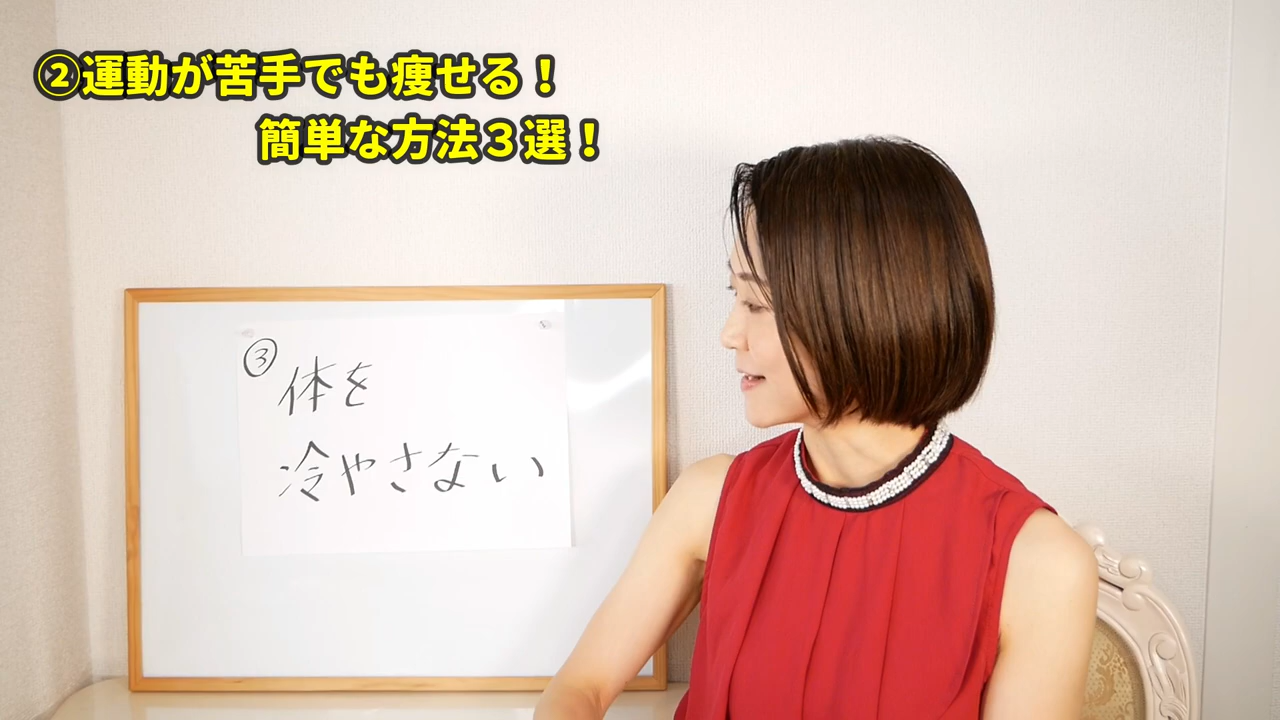 ②運動が苦手でも痩せる！
簡単な方法３選！
③体を
冷やさない